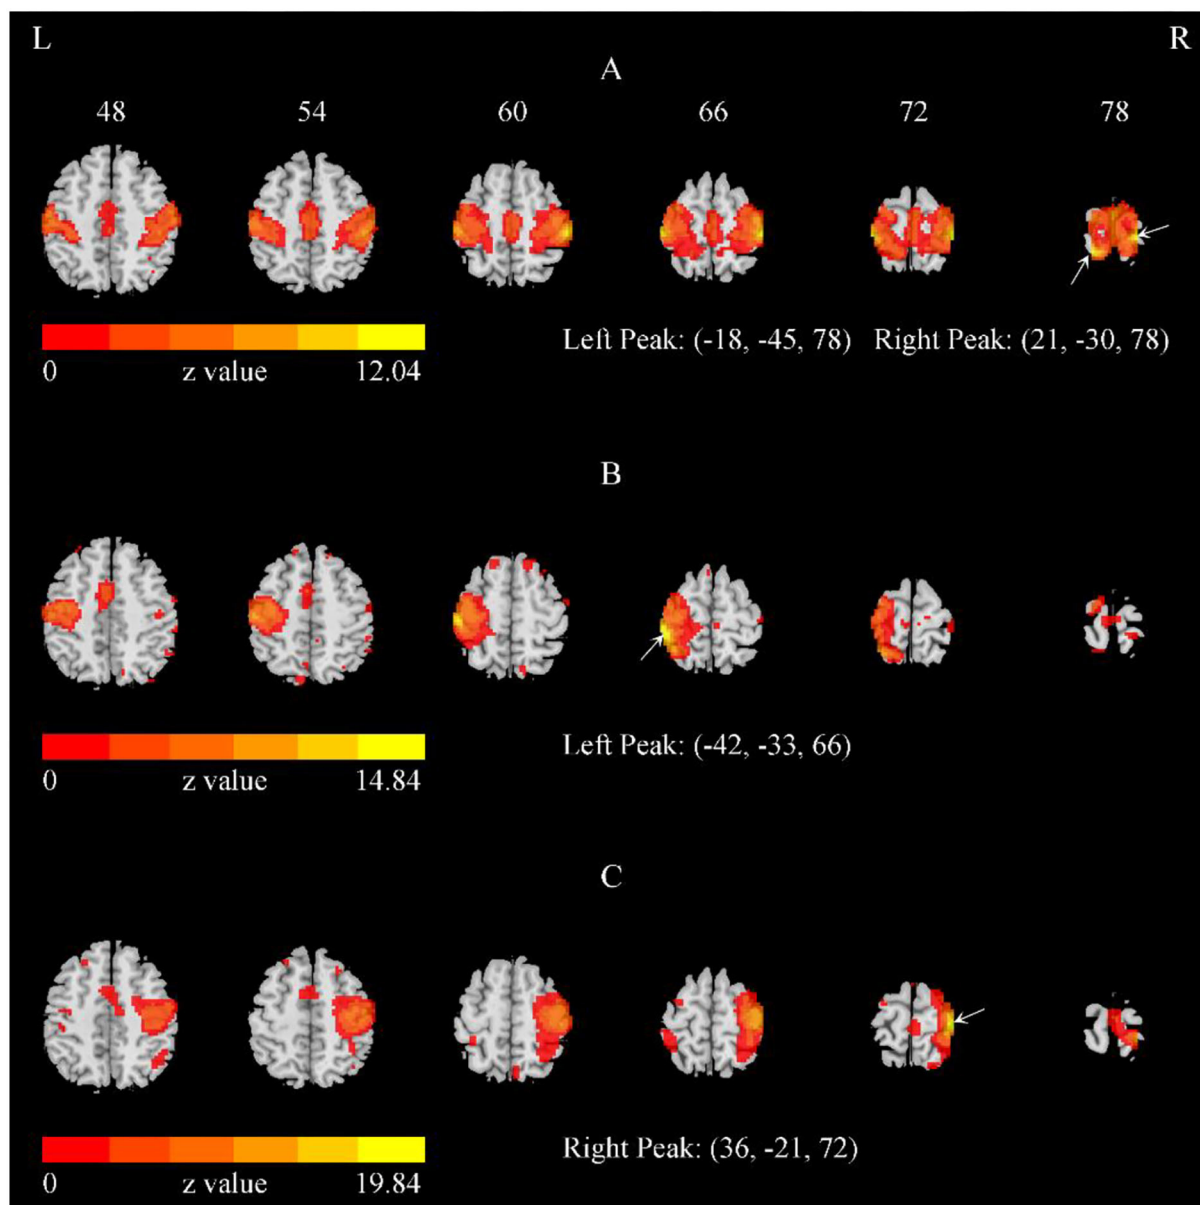 L R
A
48 54 60 66 72 78
Left Peak: (-18, -45, 78) Right Peak: (21, -30, 78)
0 z value 12.04
B
Left Peak: (-42, -33, 66)
0 z value 14.84
C
Right Peak: (36, -21, 72)
0 z value 19.84